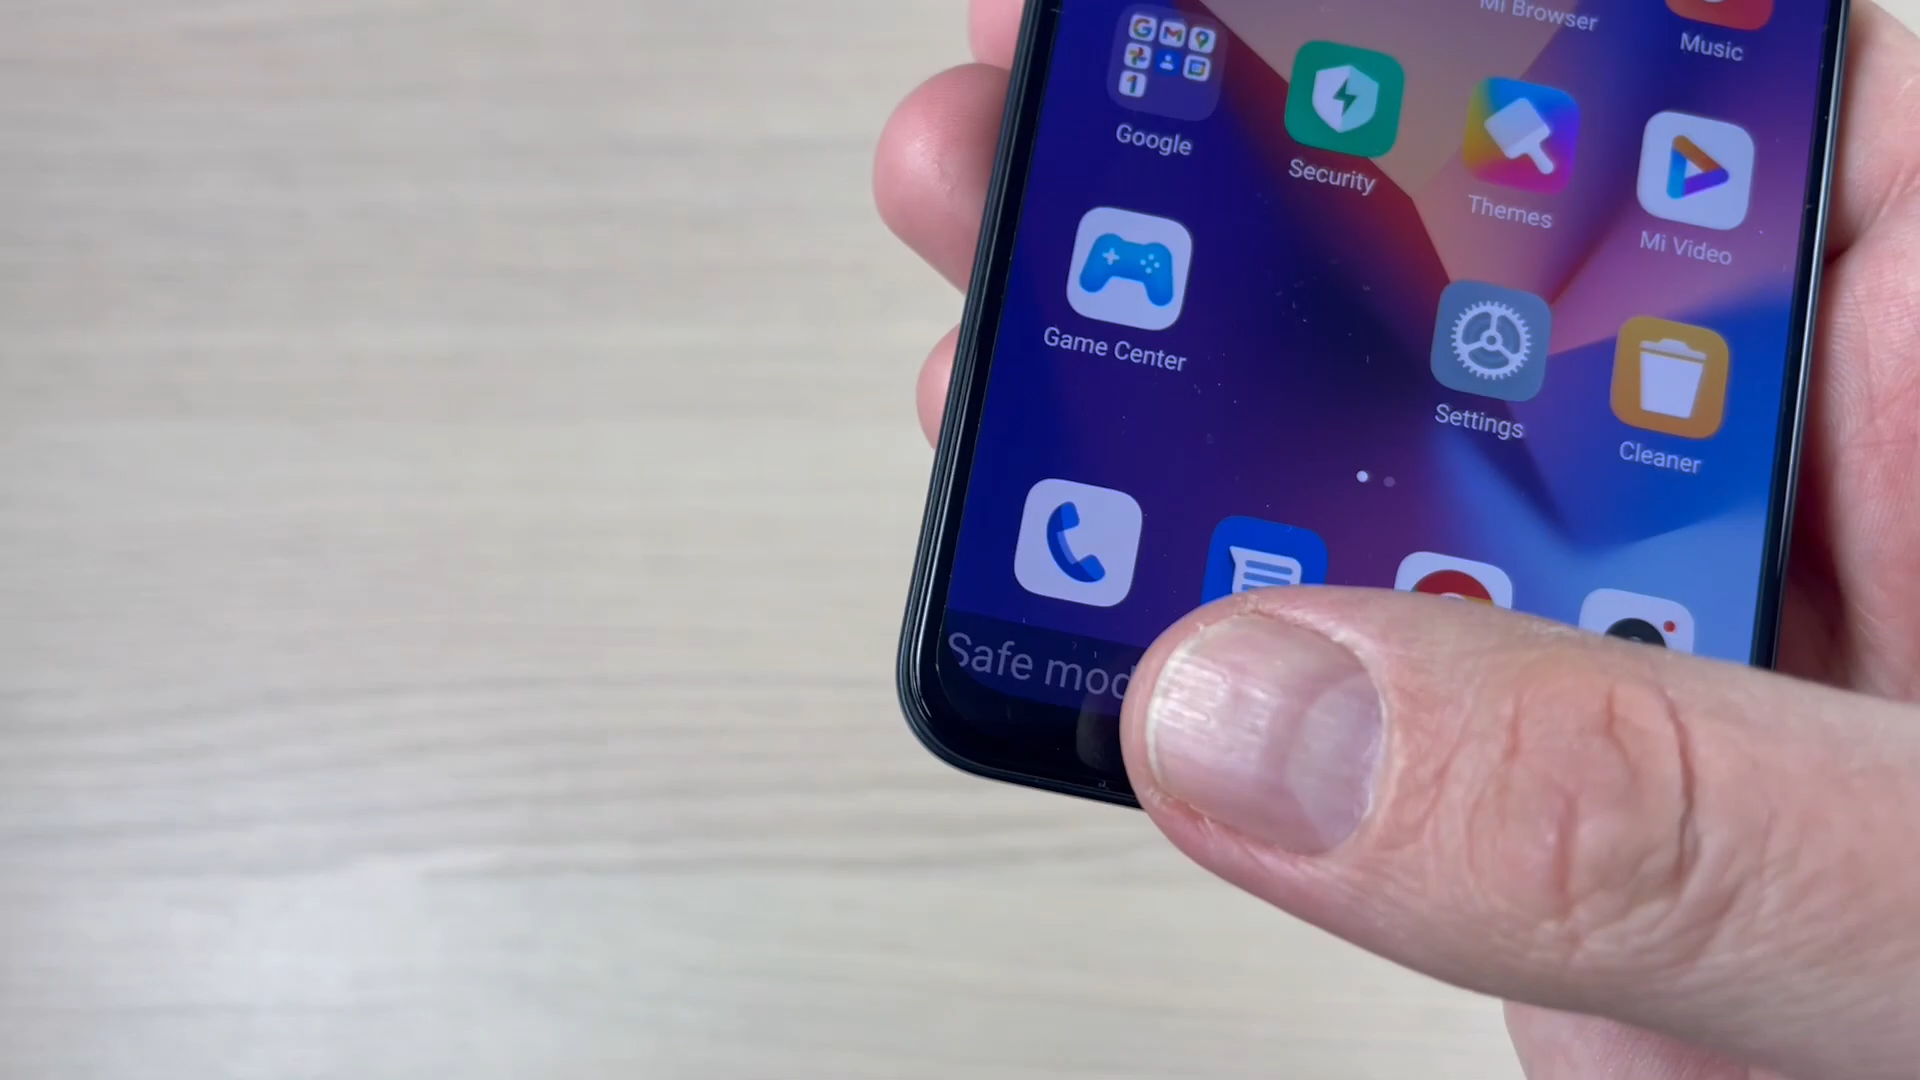 Mi Browser
Music
Google
Security
Themes
Mi Video
Game Center
Settings
Cleaner
Safe mod